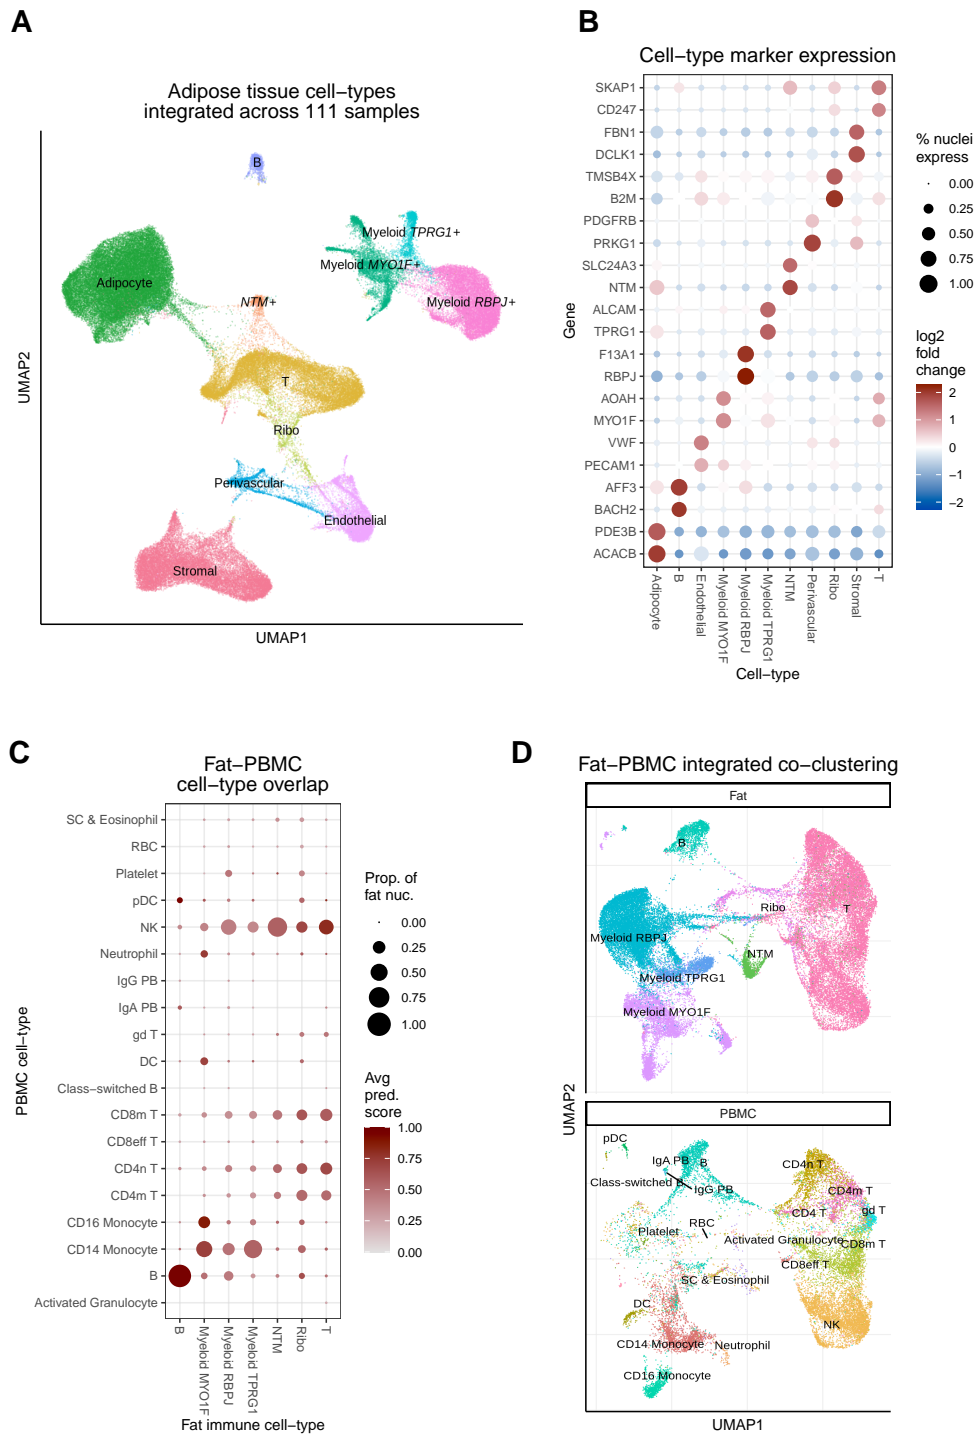 A
Adipose tissue cell−types
integrated across 111 samples
B
Myeloid TPRG1+
Myeloid MYO1F+
Adipocyte
Myeloid RBPJ+
NTM+
T
Ribo
Perivascular
Endothelial
Stromal
UMAP2
UMAP1
B
Cell−type marker expression
SKAP1
CD247
FBN1
DCLK1
TMSB4X
B2M
PDGFRB
PRKG1
SLC24A3
NTM
ALCAM
TPRG1
F13A1
RBPJ
AOAH
MYO1F
VWF
PECAM1
AFF3
BACH2
PDE3B
ACACB
Gene
Adipocyte
B
Endothelial
Myeloid MYO1F
Myeloid RBPJ
Myeloid TPRG1
NTM
Perivascular
Ribo
Stromal
T
Cell−type
% nuclei
express
0.00
0.25
0.50
0.75
1.00
log2
fold
change
2
1
0
−1
−2
C
Fat−PBMC
cell−type overlap
SC & Eosinophil
RBC
Platelet
pDC
NK
Neutrophil
IgG PB
IgA PB
gd T
DC
Class−switched B
CD8m T
CD8eff T
CD4n T
CD4m T
CD16 Monocyte
CD14 Monocyte
B
Activated Granulocyte
PBMC cell−type
B
Myeloid MYO1F
Myeloid RBPJ
Myeloid TPRG1
NTM
Ribo
T
Fat immune cell−type
Prop. of
fat nuc.
0.00
0.25
0.50
0.75
1.00
Avg
pred.
score
1.00
0.75
0.50
0.25
0.00
D
Fat−PBMC integrated co−clustering
Fat
B
Ribo
T
Myeloid RBPJ
NTM
Myeloid TPRG1
Myeloid MYO1F
PBMC
pDC
IgA PB
B
CD4n T
Class−switched B
IgG PB
CD4m T
CD4 T
gd T
Platelet
RBC
Activated Granulocyte
CD8m T
CD8eff T
SC & Eosinophil
DC
NK
CD14 Monocyte
Neutrophil
CD16 Monocyte
UMAP2
UMAP1